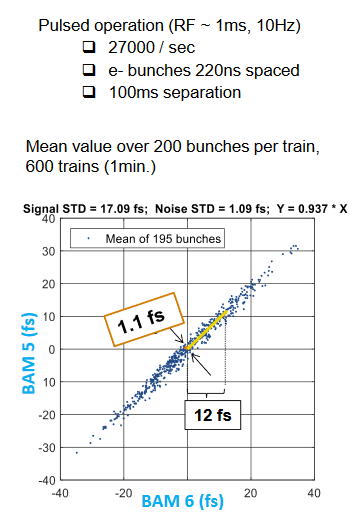 Pulsed operation (RF ~ 1ms, 10Hz)
27000 / sec
e- bunches 220ns spaced
100ms separation
Mean value over 200 bunches per train,
600 trains (1min.)
Signal STD = 17.09 fs; Noise STD = 1.09 fs; Y = 0.937 * X
40
Mean of 195 bunches
30
20
1.1 fs
10
BAM 5 (fs)
0
10
12 fs
-20
-30
-40
-40
-20
BAM 6 (fs)
20
40